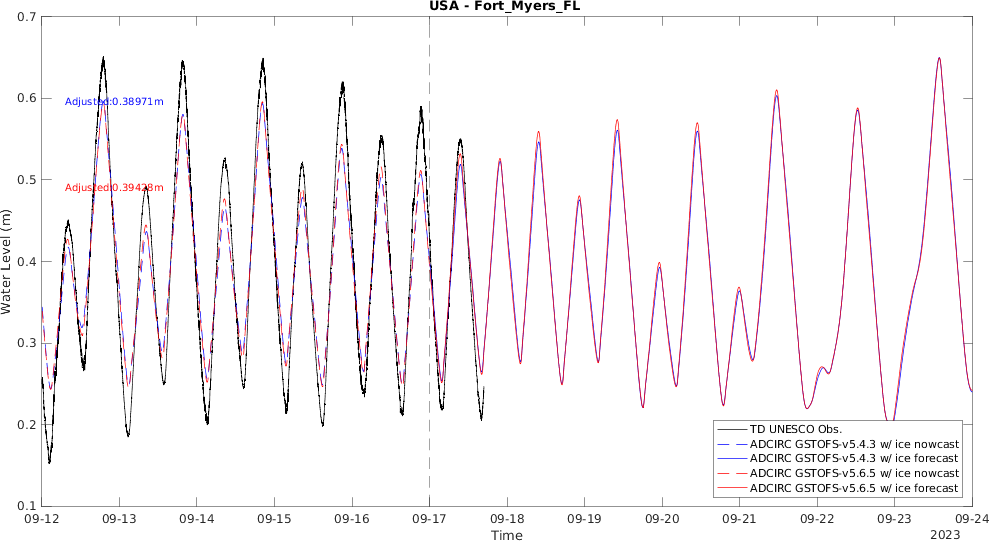 USA - Fort_Myers_FL
0.7
0.6
0.5
0.4
0.3
0.2
0.1
Water Level (m)
Adjusted:0.38971m
Adjusted:0.39428m
TD UNESCO Obs.
ADCIRC GSTOFS-v5.4.3 w/ ice nowcast
ADCIRC GSTOFS-v5.4.3 w/ ice forecast
ADCIRC GSTOFS-v5.6.5 w/ ice nowcast
ADCIRC GSTOFS-v5.6.5 w/ ice forecast
09-12 09-13 09-14 09-15 09-16 09-17 09-18 09-19 09-20 09-21 09-22 09-23 09-24
Time
2023